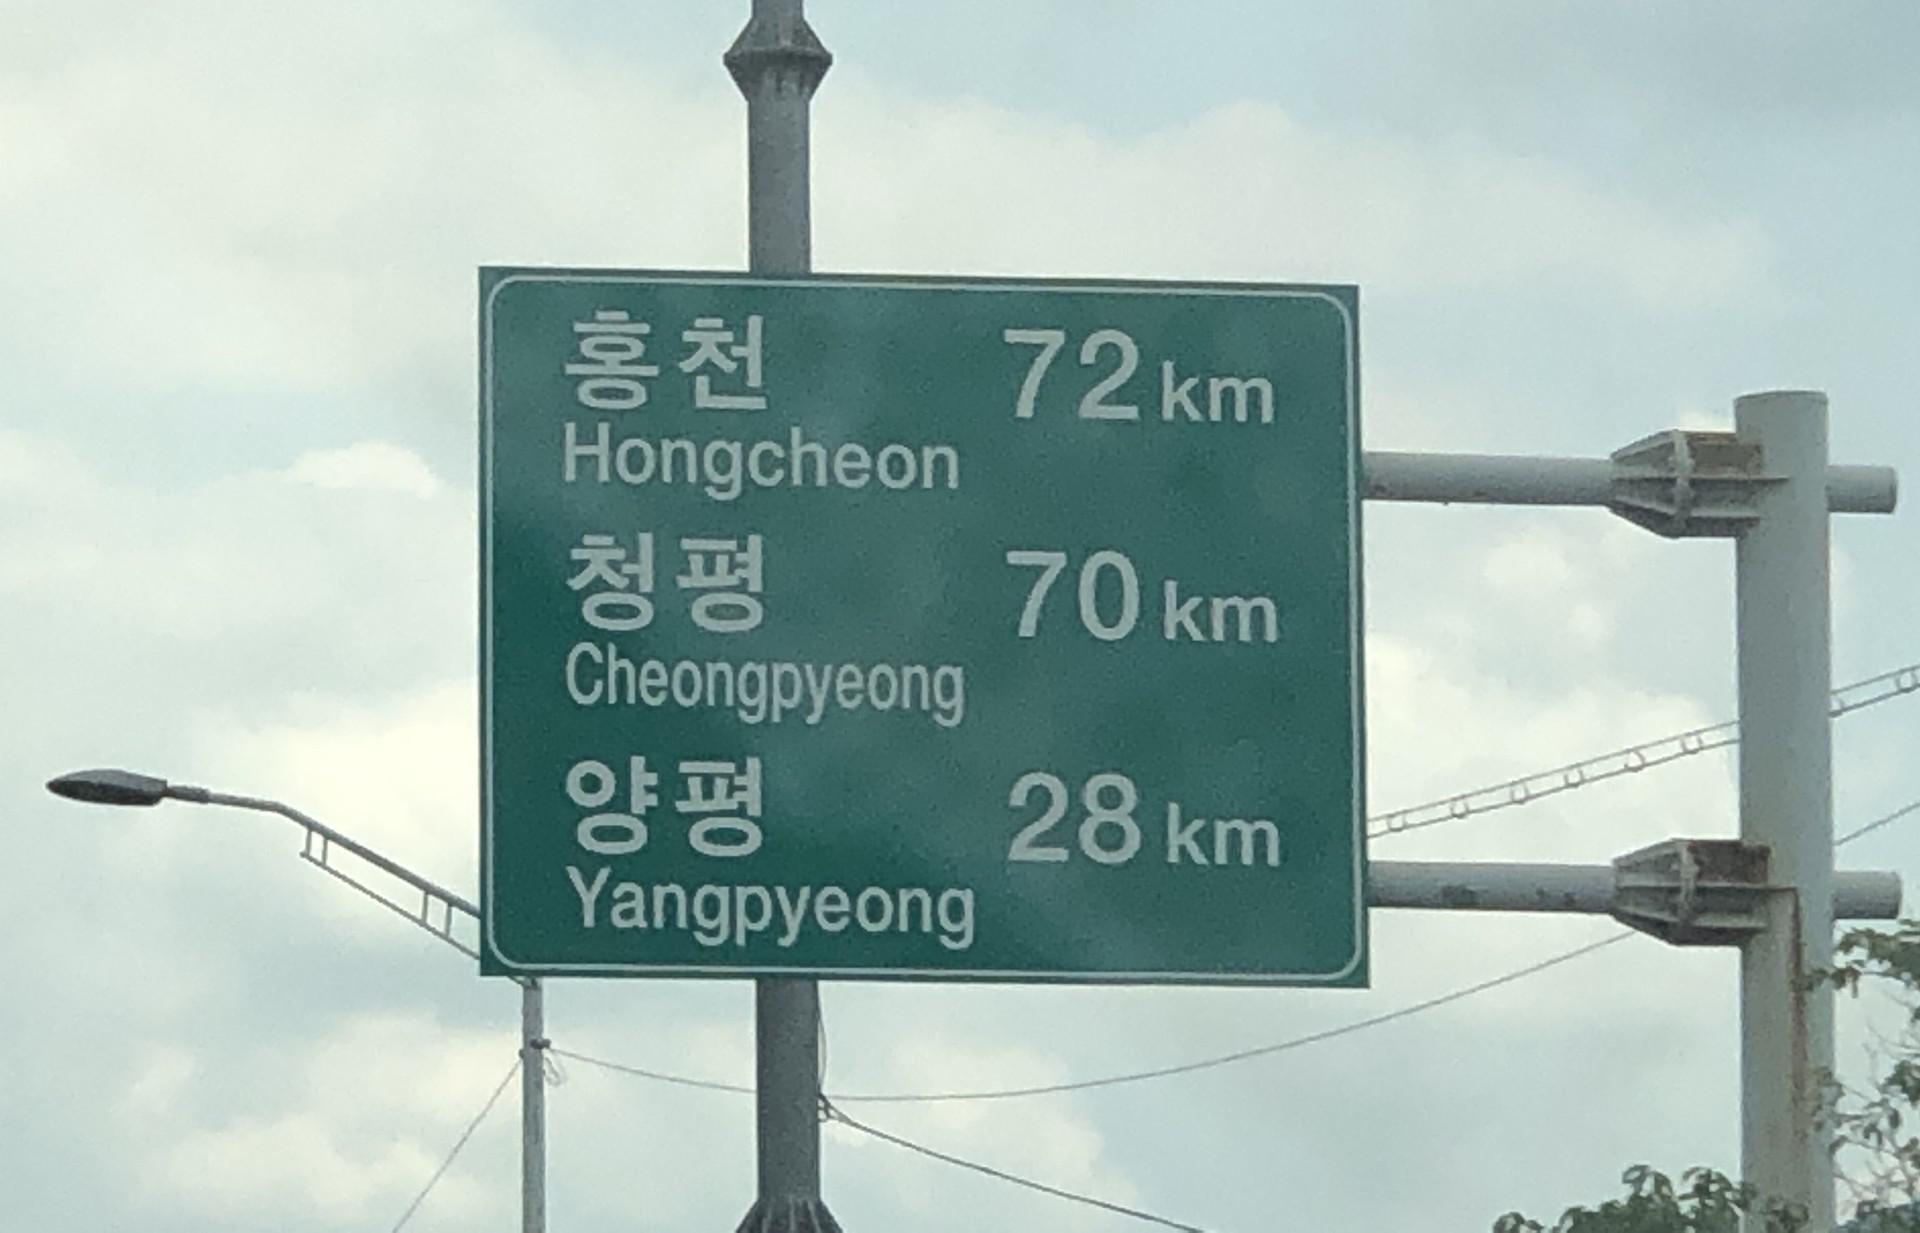 홍천 72 km
Hongcheon
청평 70 km
Cheongpyeong
양평 28 km
Yangpyeong